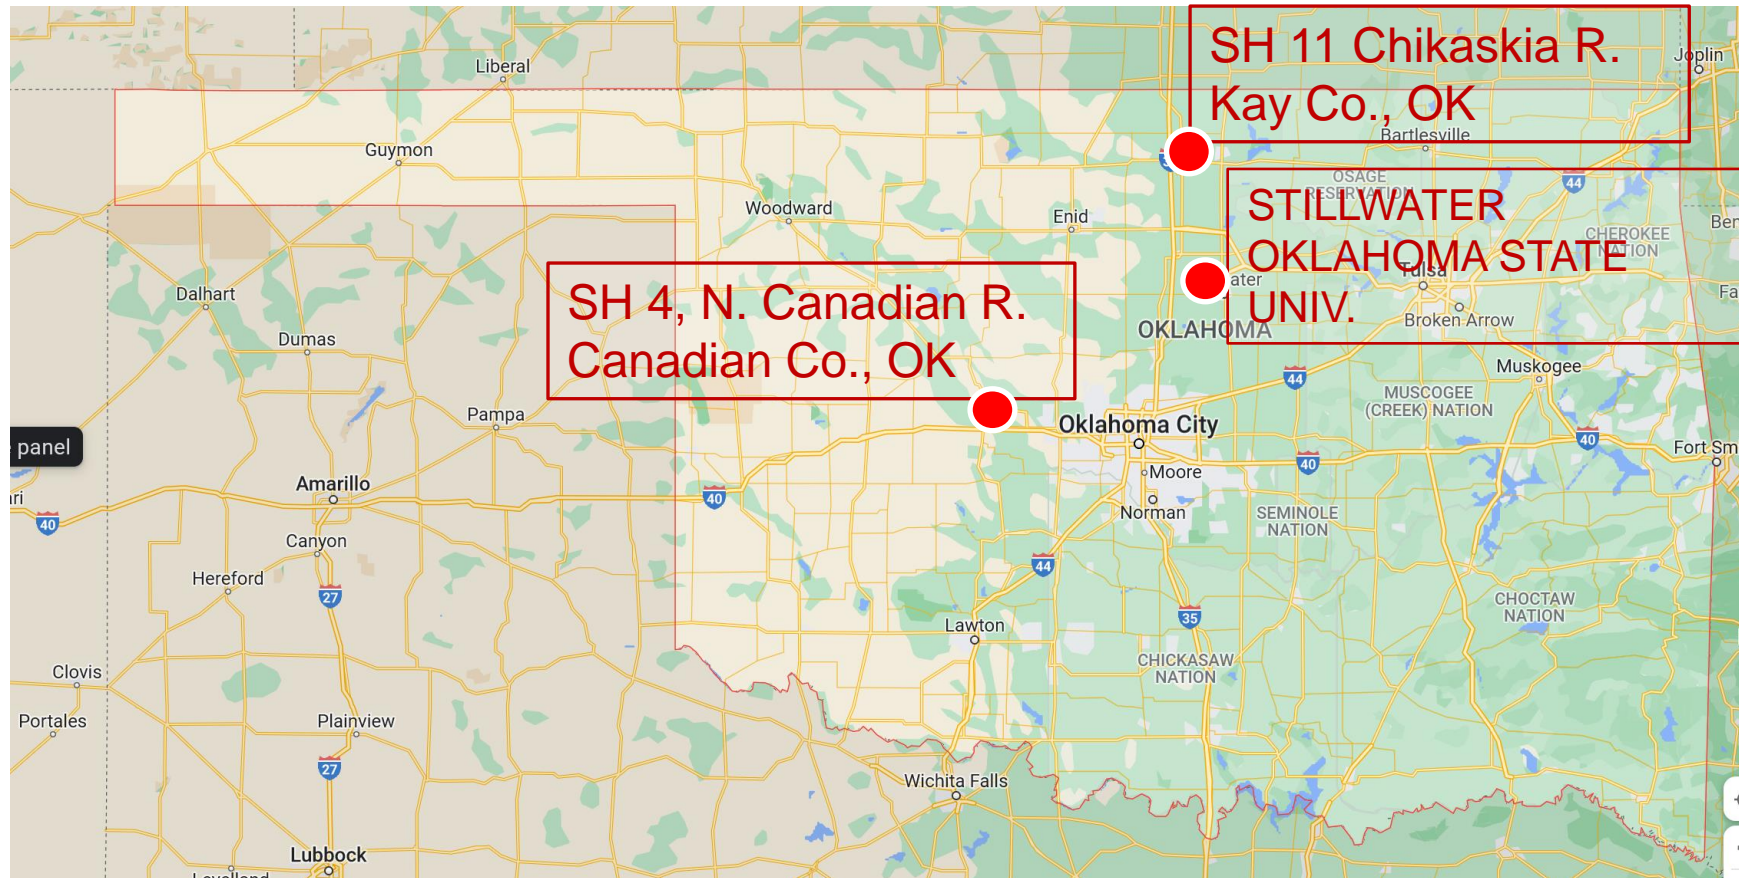 SH 11 Chikaskia R.
Kay Co., OK
Joplin
Liberal
Bartlesville
Guymon
OSAGE
RESERVATION
44
STILLWATER
OKLAHOMA STATE
UNIV.
Woodward
Enid
CHEROKEE
NATION
Ber
Tulsa
ater
SH 4, N. Canadian R.
Canadian Co., OK
Dalhart
Fa
Broken Arrow
OKLAHOMA
Dumas
Muskogee
44
MUSCOGEE
(CREEK) NATION
Pampa
Oklahoma City
panel
40
Fort Sm
40
Moore
Amarillo
ari
40
40
Norman
SEMINOLE
NATION
Canyon
44
Hereford
27
CHOCTAW
NATION
35
Lawton
Clovis
CHICKASAW
NATION
Portales
Plainview
27
Wichita Falls
Lubbock